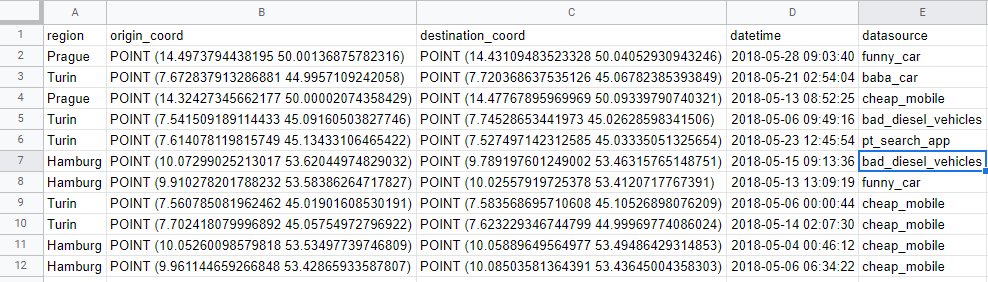 A B C D E
1 region origin_coord destination_coord datetime datasource
2 Prague POINT (14.4973794438195 50.00136875782316) POINT (14.43109483523328 50.04052930943246) 2018-05-28 09:03:40 funny_car
3 Turin POINT (7.672837913286881 44.9957109242058) POINT (7.720368637535126 45.06782385393849) 2018-05-21 02:54:04 baba_car
4 Prague POINT (14.32427345662177 50.00002074358429) POINT (14.47767895969969 50.09339790740321) 2018-05-13 08:52:25 cheap_mobile
5 Turin POINT (7.541509189114433 45.09160503827746) POINT (7.74528653441973 45.02628598341506) 2018-05-06 09:49:16 bad_diesel_vehicles
6 Turin POINT (7.614078119815749 45.13433106465422) POINT (7.527497142312585 45.03335051325654) 2018-05-23 12:45:54 pt_search_app
7 Hamburg POINT (10.07299025213017 53.62044974829032) POINT (9.789197601249002 53.46315765148751) 2018-05-15 09:13:36 bad_diesel_vehicles
8 Hamburg POINT (9.910278201788232 53.58386264717827) POINT (10.02557919725378 53.4120717767391) 2018-05-13 13:09:19 funny_car
9 Turin POINT (7.560785081962462 45.01901608530191) POINT (7.583568695710608 45.10526898076209) 2018-05-06 00:00:44 cheap_mobile
10 Turin POINT (7.702418079996892 45.05754972796922) POINT (7.623229346744799 44.99969774086024) 2018-05-14 02:07:30 cheap_mobile
11 Hamburg POINT (10.05260098579818 53.53497739746809) POINT (10.05889649564977 53.49486429314853) 2018-05-04 00:46:12 cheap_mobile
12 Hamburg POINT (9.961144659266848 53.42865933587807) POINT (10.08503581364391 53.43645004358303) 2018-05-06 06:34:22 cheap_mobile